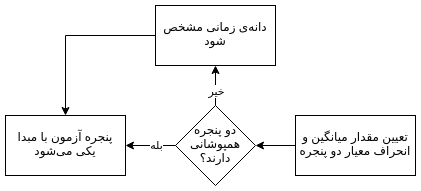 دانه‌ی زمانی مشخص
شود
خیر
تعیین مقدار میانگین و
انحراف معیار دو پنجره
دو پنجره
همپوشانی
دارند؟
بله
پنجره آزمون با مبدا
یکی می‌شود